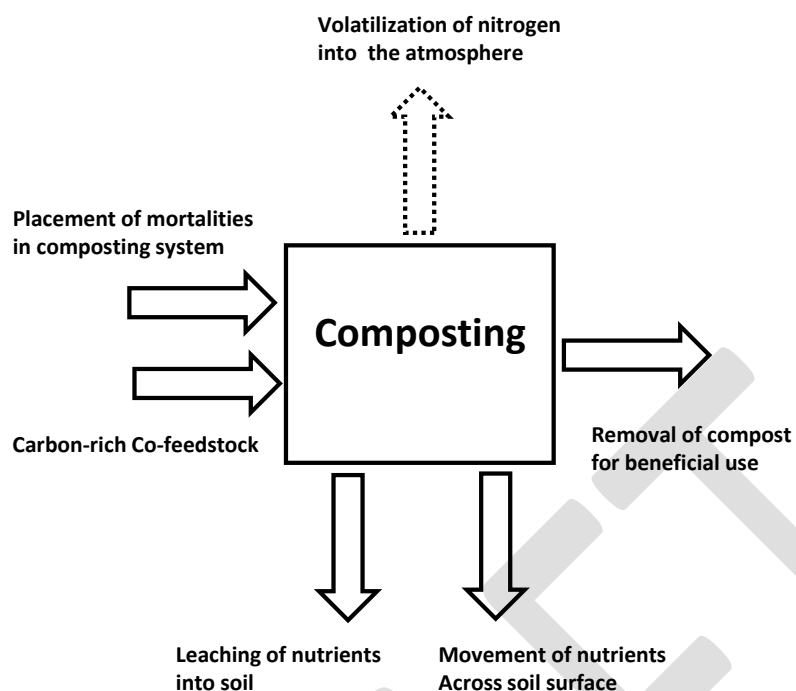 Volatilization of nitrogen
into the atmosphere
Placement of mortalities
in composting system
Composting
Carbon-rich Co-feedstock
Removal of compost
for beneficial use
Leaching of nutrients
into soil
Movement of nutrients
Across soil surface